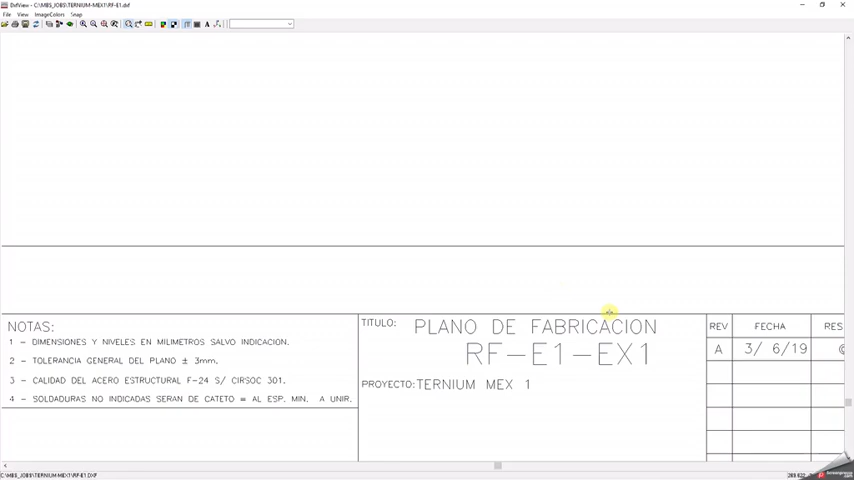 DxfView - C:\MBS_JOBS\TERNIUM-MEX1\RF-E1.dxf
File View ImageColors Snap
NOTAS:
1 - DIMENSIONES Y NIVELES EN MILIMETROS SALVO INDICACION.
2 - TOLERANCIA GENERAL DEL PLANO ± 3mm.
3 - CALIDAD DEL ACERO ESTRUCTURAL F-24 S/ CIRSOC 301.
4 - SOLDADURAS NO INDICADAS SERAN DE CATETO = AL ESP. MIN. A UNIR.
TITULO: PLANO DE FABRICACION
RF-E1-EX1
PROYECTO: TERNIUM MEX 1
REV FECHA RES
A 3/ 6/19
C:\MBS_JOBS\TERNIUM-MEX1\RF-E1.DXF